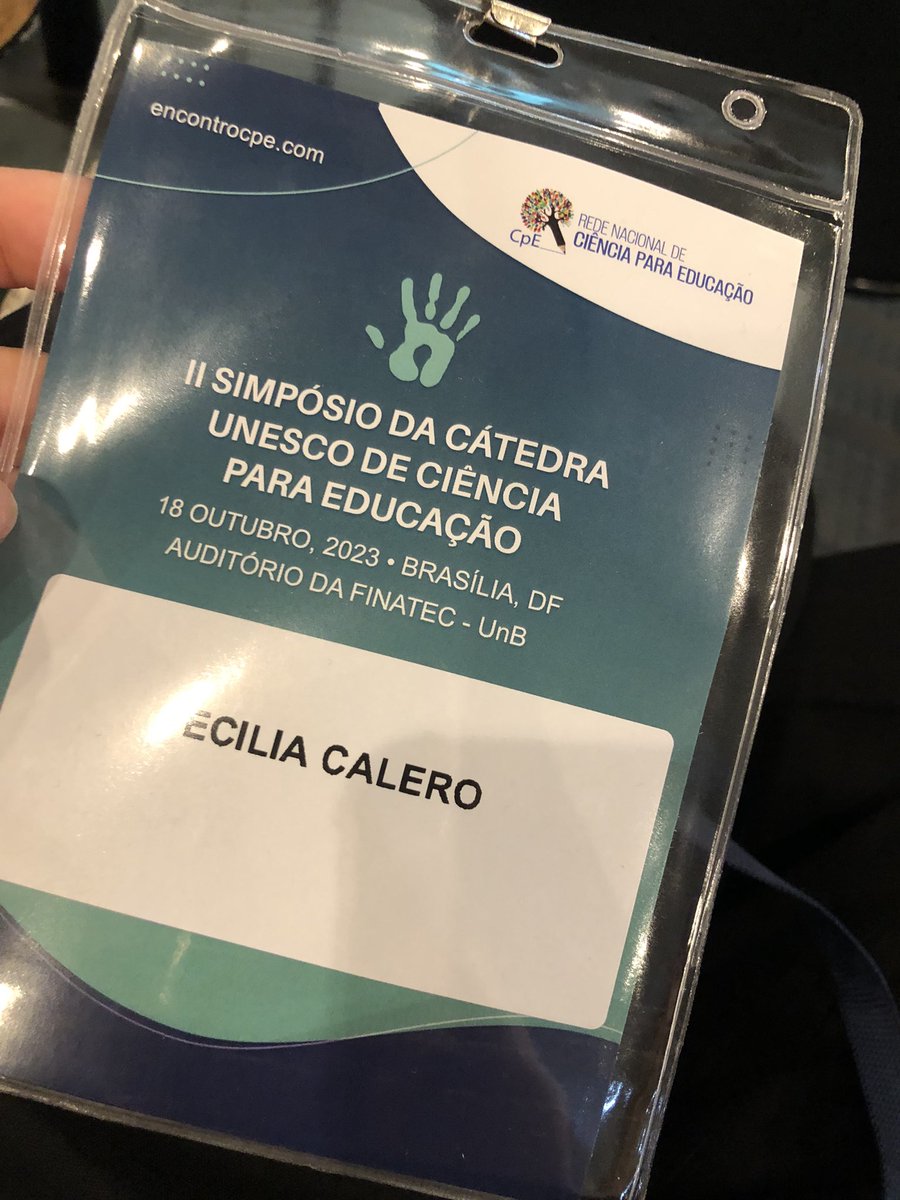 encontrocpe.com
CpE
REDE NACIONAL DE
CIÊNCIA PARA EDUCAÇÃO
II SIMPÓSIO DA CÁTEDRA
UNESCO DE CIÊNCIA
PARA EDUCAÇÃO
18 OUTUBRO, 2023 • BRASÍLIA, DF
AUDITÓRIO DA FINATEC - UnB
ECILIA CALERO